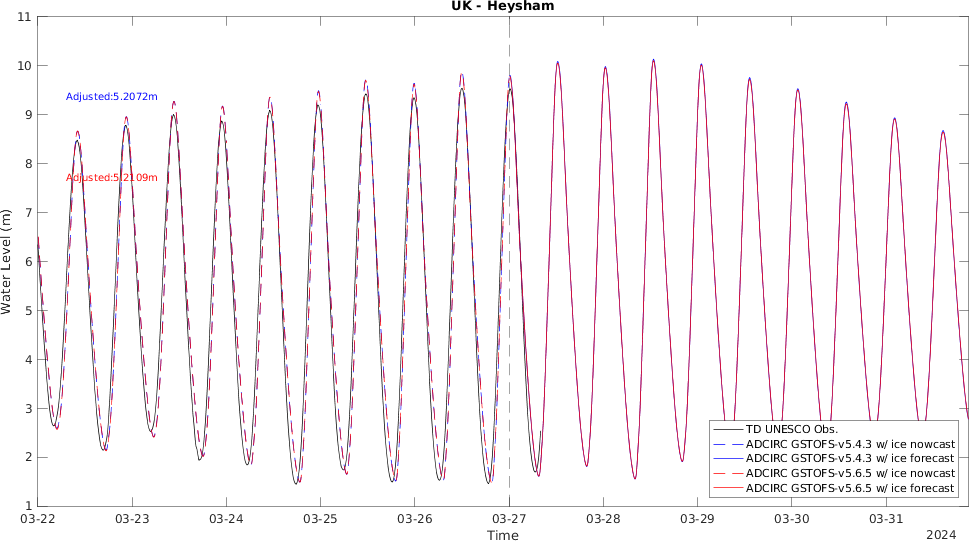 UK - Heysham
11
10
9
8
7
6
5
4
3
2
1
Water Level (m)
Adjusted:5.2072m
Adjusted:5.2109m
TD UNESCO Obs.
ADCIRC GSTOFS-v5.4.3 w/ ice nowcast
ADCIRC GSTOFS-v5.4.3 w/ ice forecast
ADCIRC GSTOFS-v5.6.5 w/ ice nowcast
ADCIRC GSTOFS-v5.6.5 w/ ice forecast
03-22 03-23 03-24 03-25 03-26 03-27 03-28 03-29 03-30 03-31
Time
2024